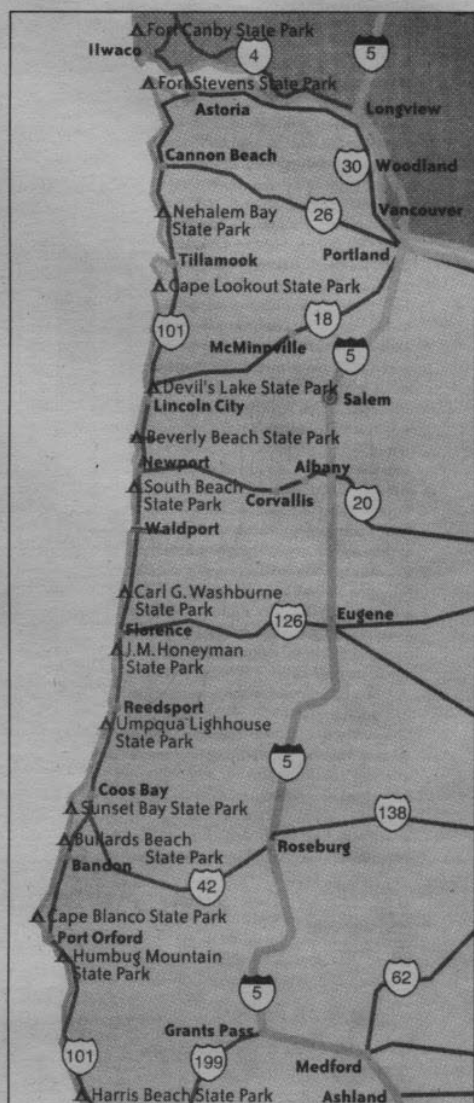 Fort Canby State Park
Ilwaco
4
5
Fort Stevens State Park
Astoria
Longview
Cannon Beach
30
Woodland
Nehalem Bay
State Park
26
Vancouver
Portland
Tillamook
Cape Lookout State Park
101
18
McMinnville
5
Devil's Lake State Park
Lincoln City
Salem
Beverly Beach State Park
Newport
Albany
South Beach
State Park
Corvallis
20
Waldport
Carl G. Washburne
State Park
126
Eugene
Florence
J.M. Honeyman
State Park
Reedsport
Umpqua Lighhouse
State Park
5
Coos Bay
Sunset Bay State Park
138
Bullards Beach
State Park
Roseburg
Bandon
42
Cape Blanco State Park
Port Orford
Humbug Mountain
State Park
62
5
Grants Pass
101
199
Medford
Harris Beach State Park
Ashland